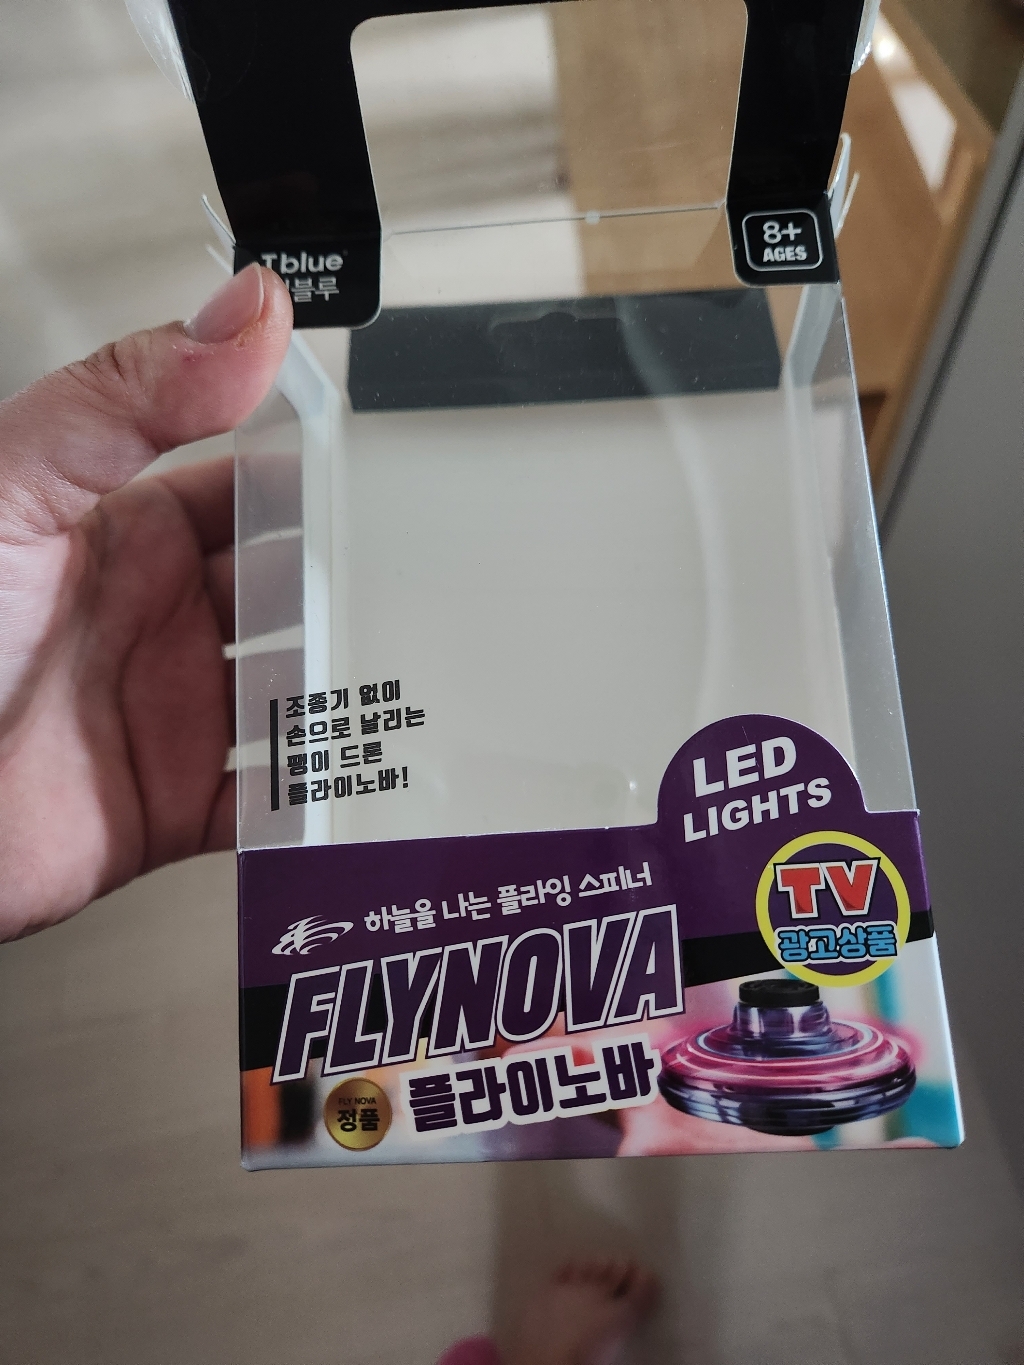 Tblue
블루
8+
AGES
조종기 없이
손으로 날리는
팽이 드론
플라이노바!
LED
LIGHTS
TV
광고상품
하늘을 나는 플라잉 스피너
FLYNOVA
플라이노바
FLY NOVA
정품